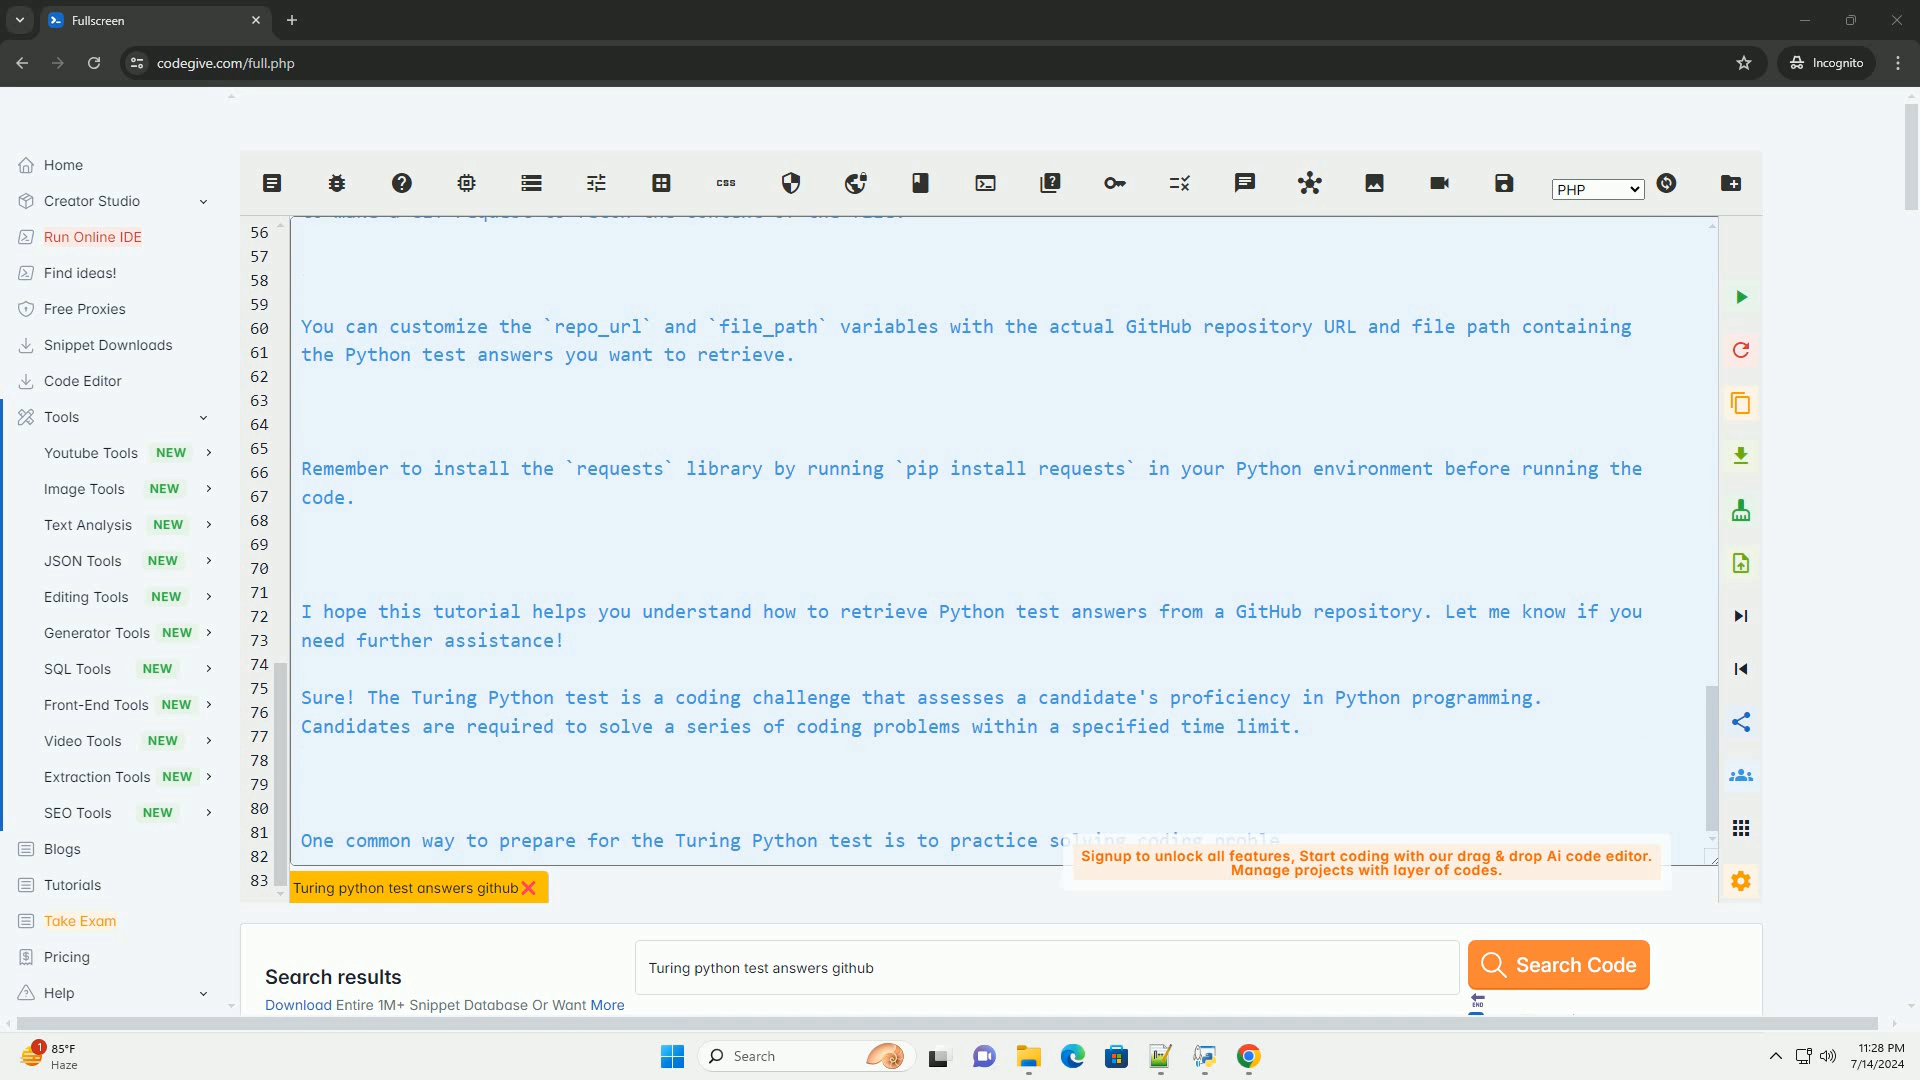 Fullscreen
codegive.com/full.php
Incognito
Home
Creator Studio
Run Online IDE
Find ideas!
Free Proxies
Snippet Downloads
Code Editor
Tools
Youtube Tools NEW
Image Tools NEW
Text Analysis NEW
JSON Tools NEW
Editing Tools NEW
Generator Tools NEW
SQL Tools NEW
Front-End Tools NEW
Video Tools NEW
Extraction Tools NEW
SEO Tools NEW
Blogs
Tutorials
Take Exam
Pricing
Help
css
PHP
56
57
58
59
60
61
62
63
64
65
66
67
68
69
70
71
72
73
74
75
76
77
78
79
80
81
82
83
You can customize the `repo_url` and `file_path` variables with the actual GitHub repository URL and file path containing
the Python test answers you want to retrieve.
Remember to install the `requests` library by running `pip install requests` in your Python environment before running the
code.
I hope this tutorial helps you understand how to retrieve Python test answers from a GitHub repository. Let me know if you
need further assistance!
Sure! The Turing Python test is a coding challenge that assesses a candidate's proficiency in Python programming.
Candidates are required to solve a series of coding problems within a specified time limit.
One common way to prepare for the Turing Python test is to practice solving coding proble
Signup to unlock all features, Start coding with our drag & drop Ai code editor.
Manage projects with layer of codes.
Turing python test answers github
Search results
Download Entire 1M+ Snippet Database Or Want More
Turing python test answers github
Search Code
END
1
85°F
Haze
Search
11:28 PM
7/14/2024